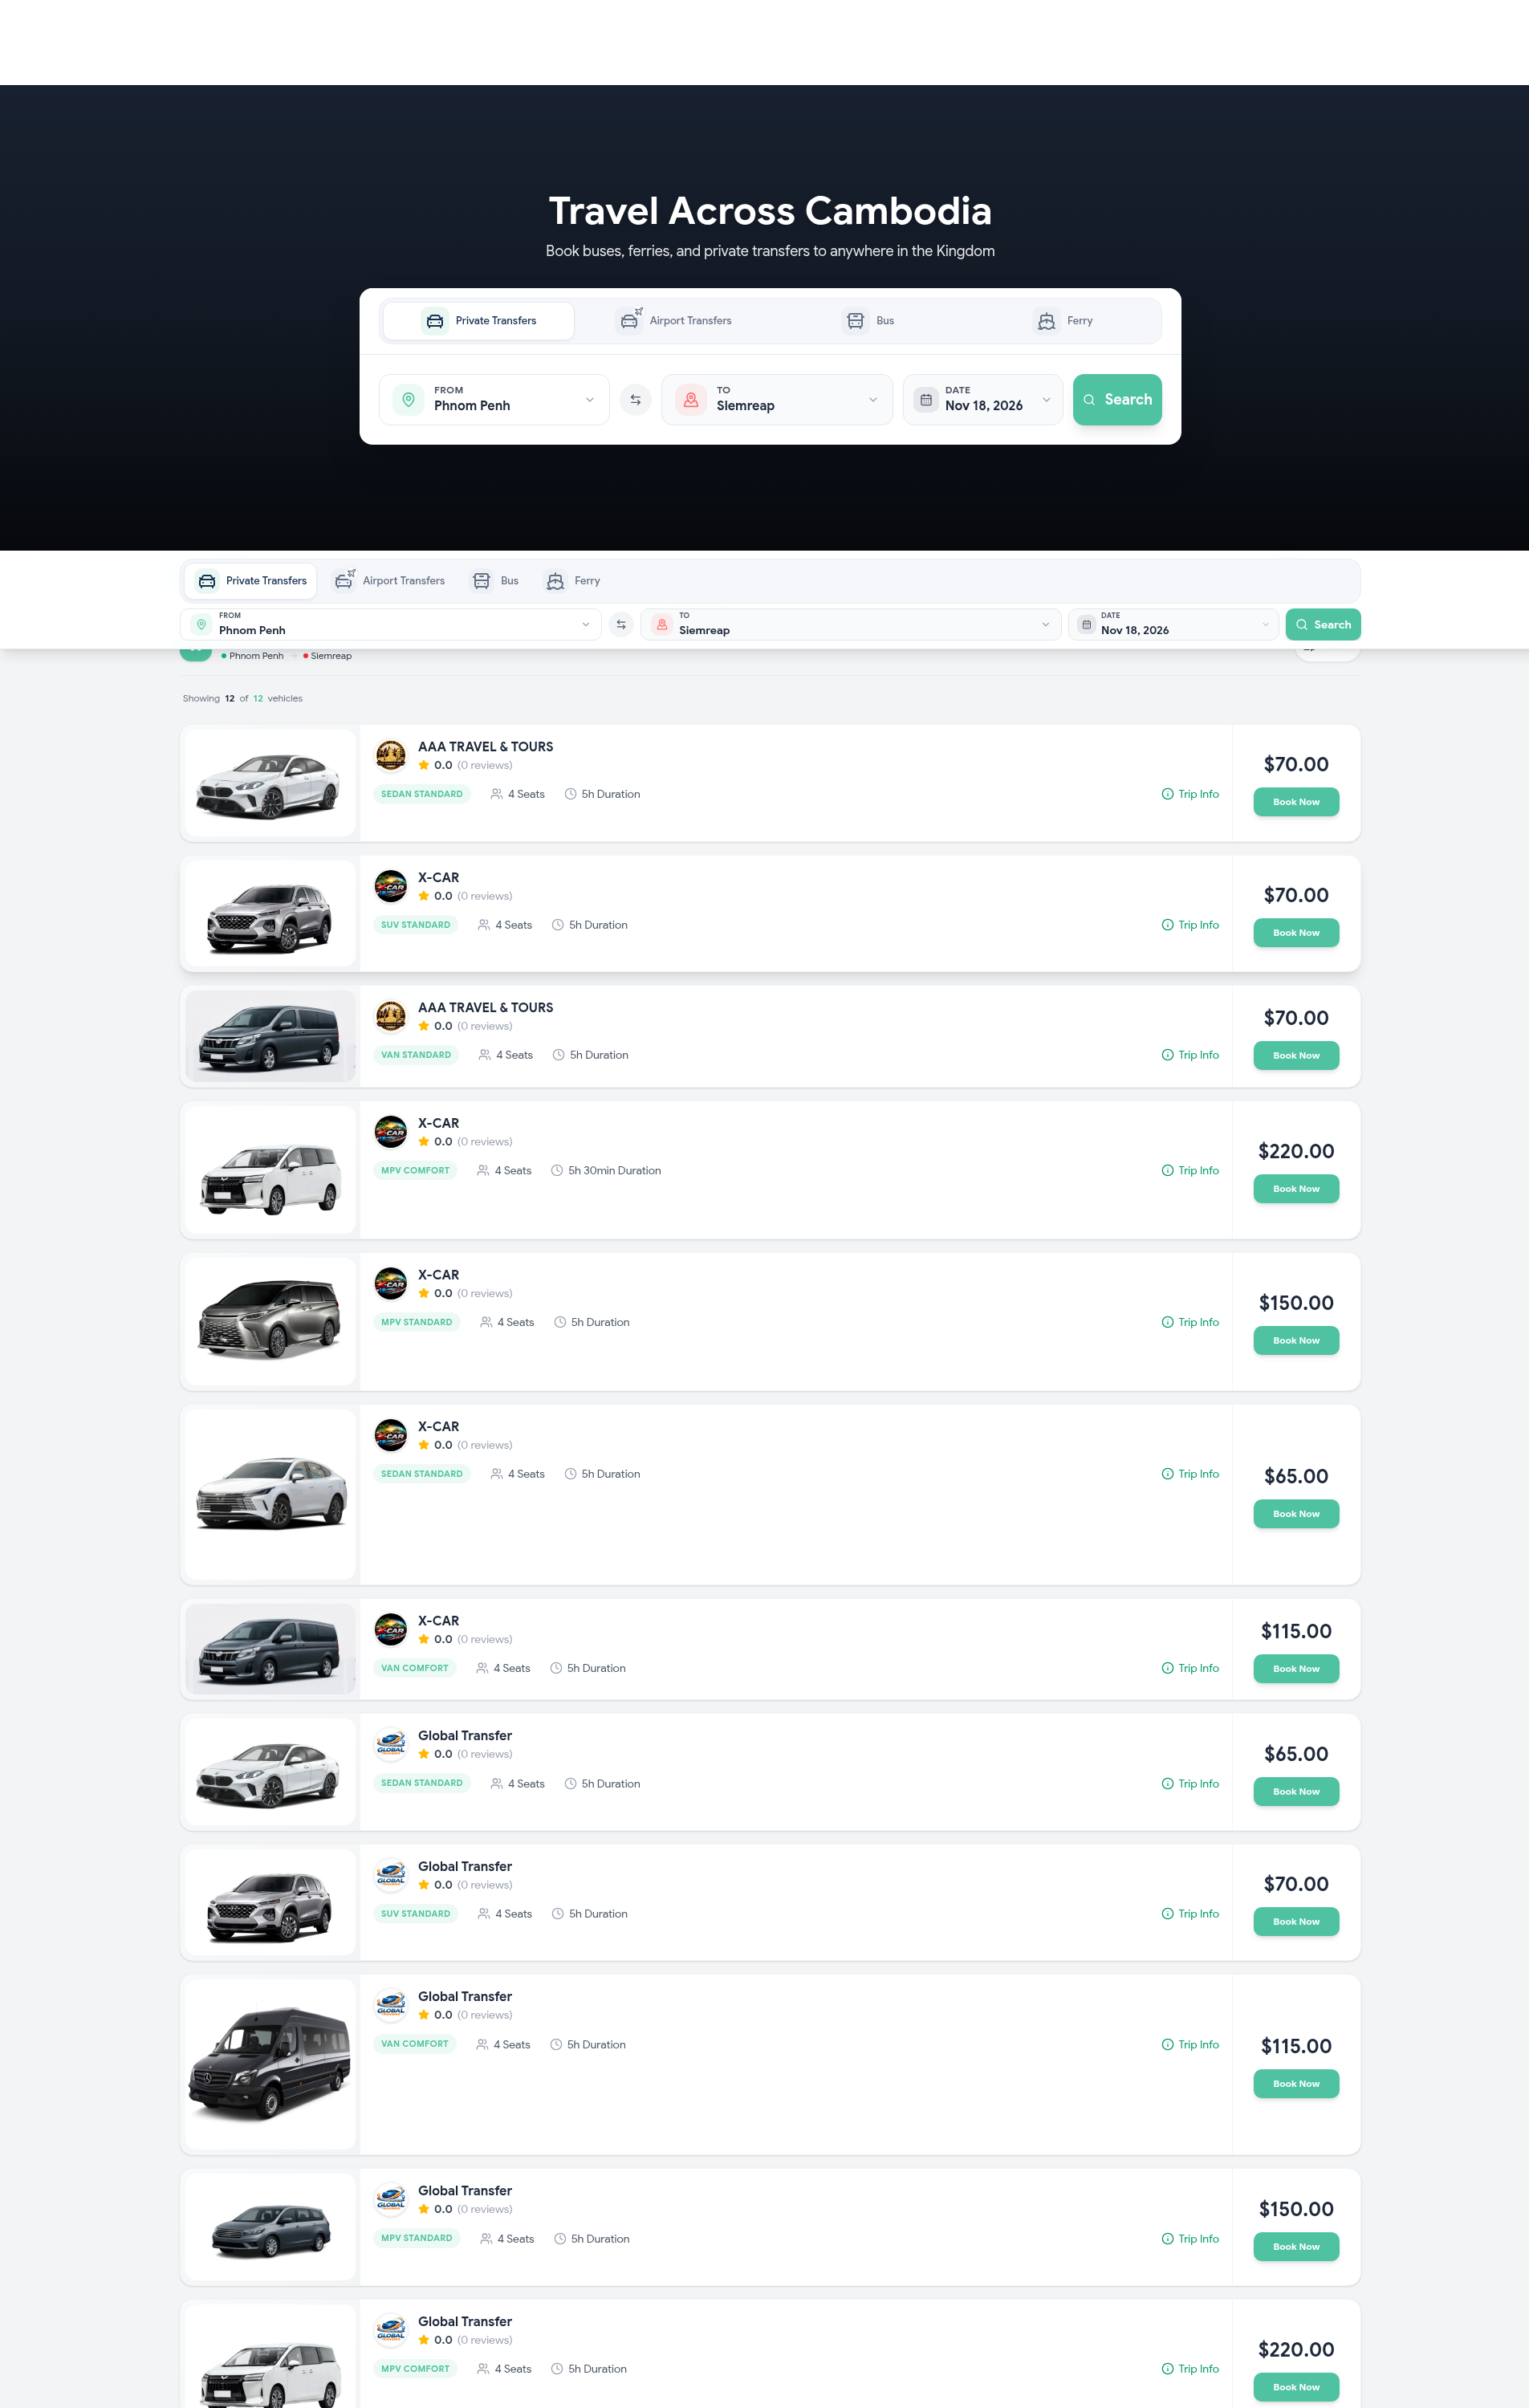 Travel Across Cambodia
Book buses, ferries, and private transfers to anywhere in the Kingdom
Private Transfers
Airport Transfers
Bus
Ferry
FROM
Phnom Penh
TO
Siemreap
DATE
Nov 18, 2026
Search
Private Transfers
Airport Transfers
Bus
Ferry
FROM
Phnom Penh
TO
Siemreap
DATE
Nov 18, 2026
Search
Phnom Penh
Siemreap
Showing 12 of 12 vehicles
AAA TRAVEL & TOURS
0.0 (0 reviews)
SEDAN STANDARD
4 Seats
5h Duration
Trip Info
$70.00
Book Now
X-CAR
X-CAR
0.0 (0 reviews)
SUV STANDARD
4 Seats
5h Duration
Trip Info
$70.00
Book Now
AAA TRAVEL & TOURS
0.0 (0 reviews)
VAN STANDARD
4 Seats
5h Duration
Trip Info
$70.00
Book Now
X-CAR
X-CAR
0.0 (0 reviews)
MPV COMFORT
4 Seats
5h 30min Duration
Trip Info
$220.00
Book Now
X-CAR
X-CAR
0.0 (0 reviews)
MPV STANDARD
4 Seats
5h Duration
Trip Info
$150.00
Book Now
X-CAR
X-CAR
0.0 (0 reviews)
SEDAN STANDARD
4 Seats
5h Duration
Trip Info
$65.00
Book Now
X-CAR
X-CAR
0.0 (0 reviews)
VAN COMFORT
4 Seats
5h Duration
Trip Info
$115.00
Book Now
GLOBAL
Global Transfer
0.0 (0 reviews)
SEDAN STANDARD
4 Seats
5h Duration
Trip Info
$65.00
Book Now
GLOBAL
Global Transfer
0.0 (0 reviews)
SUV STANDARD
4 Seats
5h Duration
Trip Info
$70.00
Book Now
GLOBAL
Global Transfer
0.0 (0 reviews)
VAN COMFORT
4 Seats
5h Duration
Trip Info
$115.00
Book Now
GLOBAL
Global Transfer
0.0 (0 reviews)
MPV STANDARD
4 Seats
5h Duration
Trip Info
$150.00
Book Now
GLOBAL
Global Transfer
0.0 (0 reviews)
MPV COMFORT
4 Seats
5h Duration
Trip Info
$220.00
Book Now